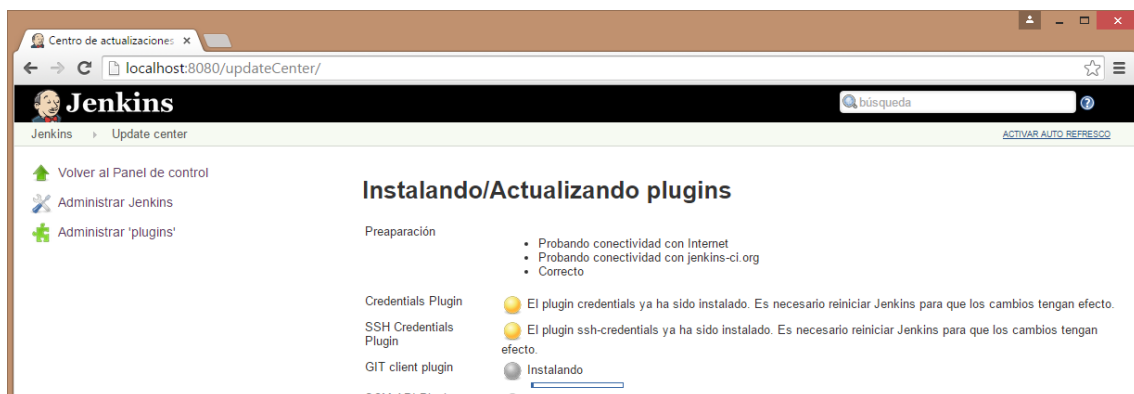 Centro de actualizaciones
localhost:8080/updateCenter/
Jenkins
búsqueda
Jenkins Update center
ACTIVAR AUTO REFRESCO
Volver al Panel de control
Administrar Jenkins
Administrar 'plugins'
Instalando/Actualizando plugins
Preaparación
Probando conectividad con Internet
Probando conectividad con jenkins-ci.org
Correcto
Credentials Plugin
El plugin credentials ya ha sido instalado. Es necesario reiniciar Jenkins para que los cambios tengan efecto.
SSH Credentials
Plugin
El plugin ssh-credentials ya ha sido instalado. Es necesario reiniciar Jenkins para que los cambios tengan
efecto.
GIT client plugin
Instalando